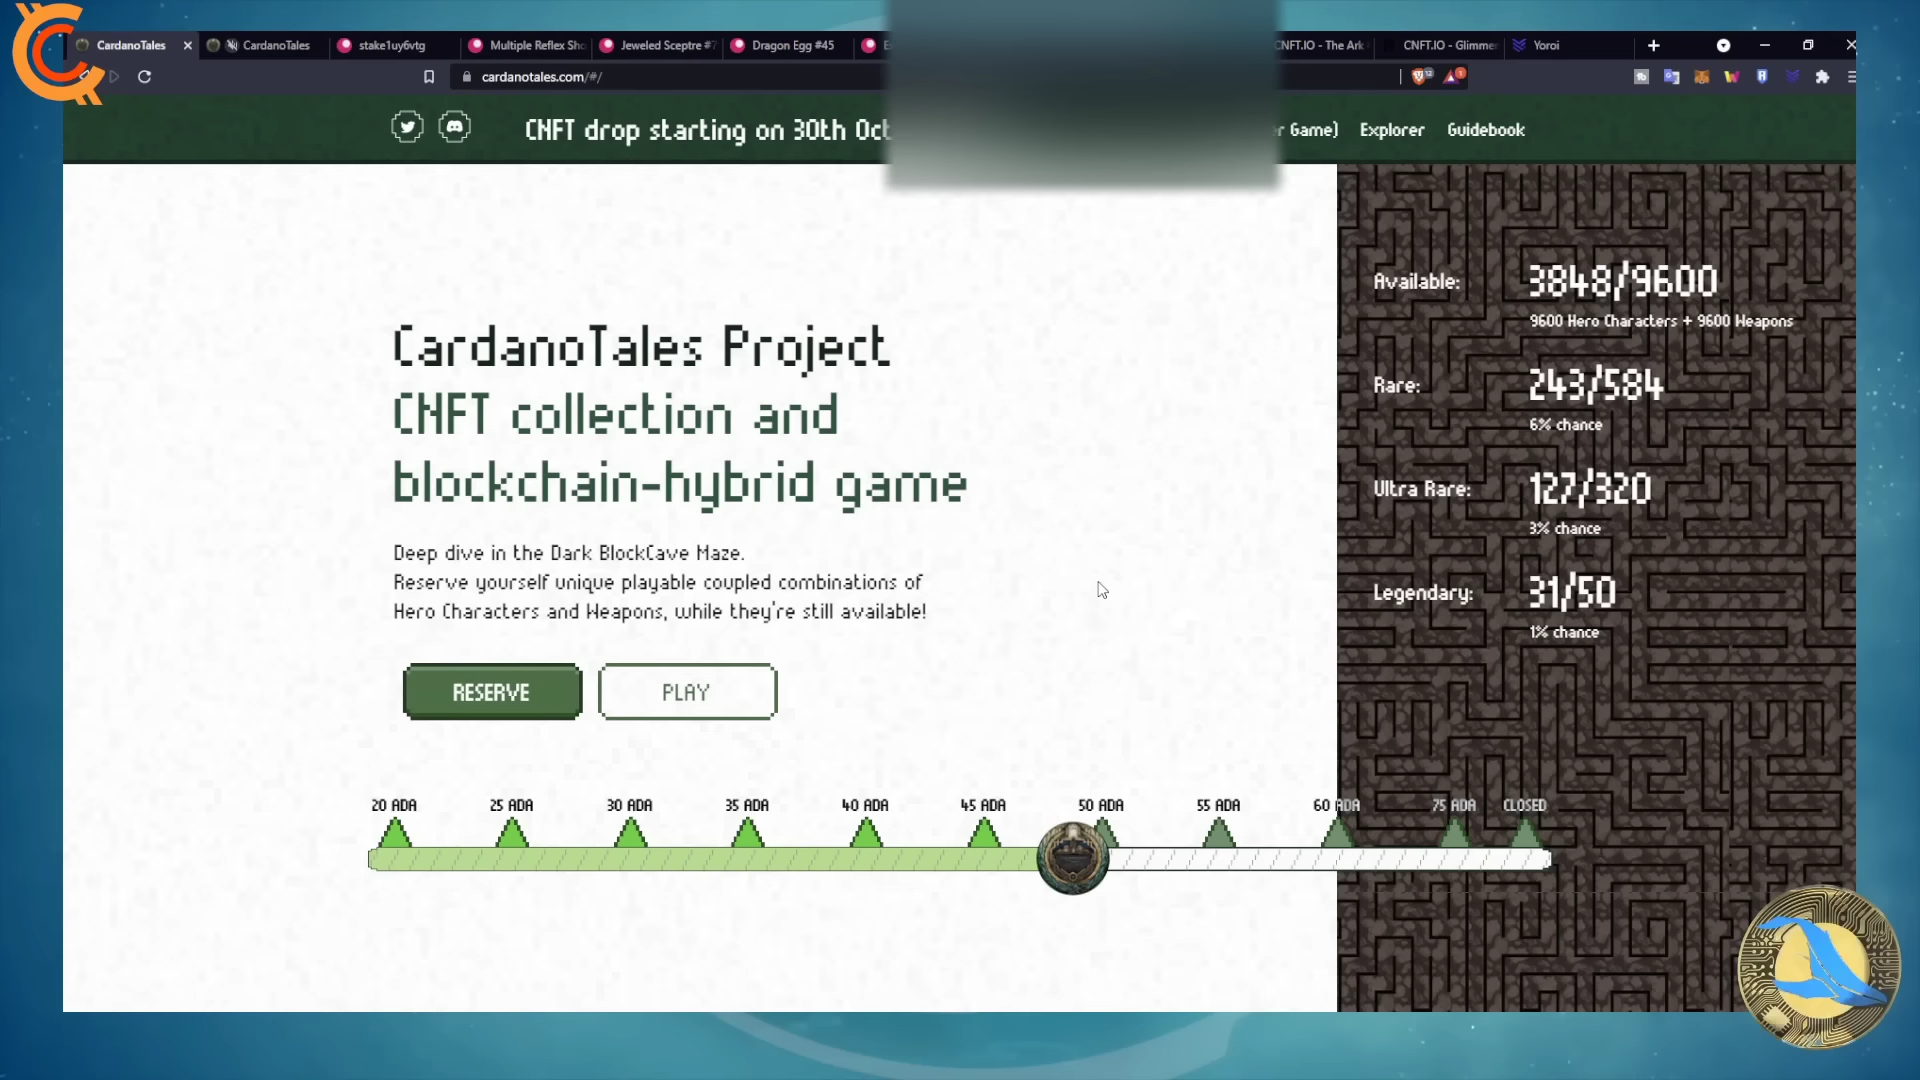 CardanoTales
CardanoTales
stake1uy6vtg
Multiple Reflex Sho
Jeweled Sceptre #7
Dragon Egg #45
CNFT.IO - The Ark
CNFT.IO - Glimmer
Yoroi
cardanotales.com/#/
CNFT drop starting on 30th Oct
Game)
Explorer
Guidebook
CardanoTales Project
CNFT collection and
blockchain-hybrid game
Deep dive in the Dark BlockCave Maze.
Reserve yourself unique playable coupled combinations of
Hero Characters and Weapons, while they're still available!
RESERVE
PLAY
Available:
3848/9600
9600 Hero Characters + 9600 Weapons
Rare:
243/584
6% chance
Ultra Rare:
127/320
3% chance
Legendary:
31/50
1% chance
20 ADA
25 ADA
30 ADA
35 ADA
40 ADA
45 ADA
50 ADA
55 ADA
60 ADA
75 ADA
CLOSED